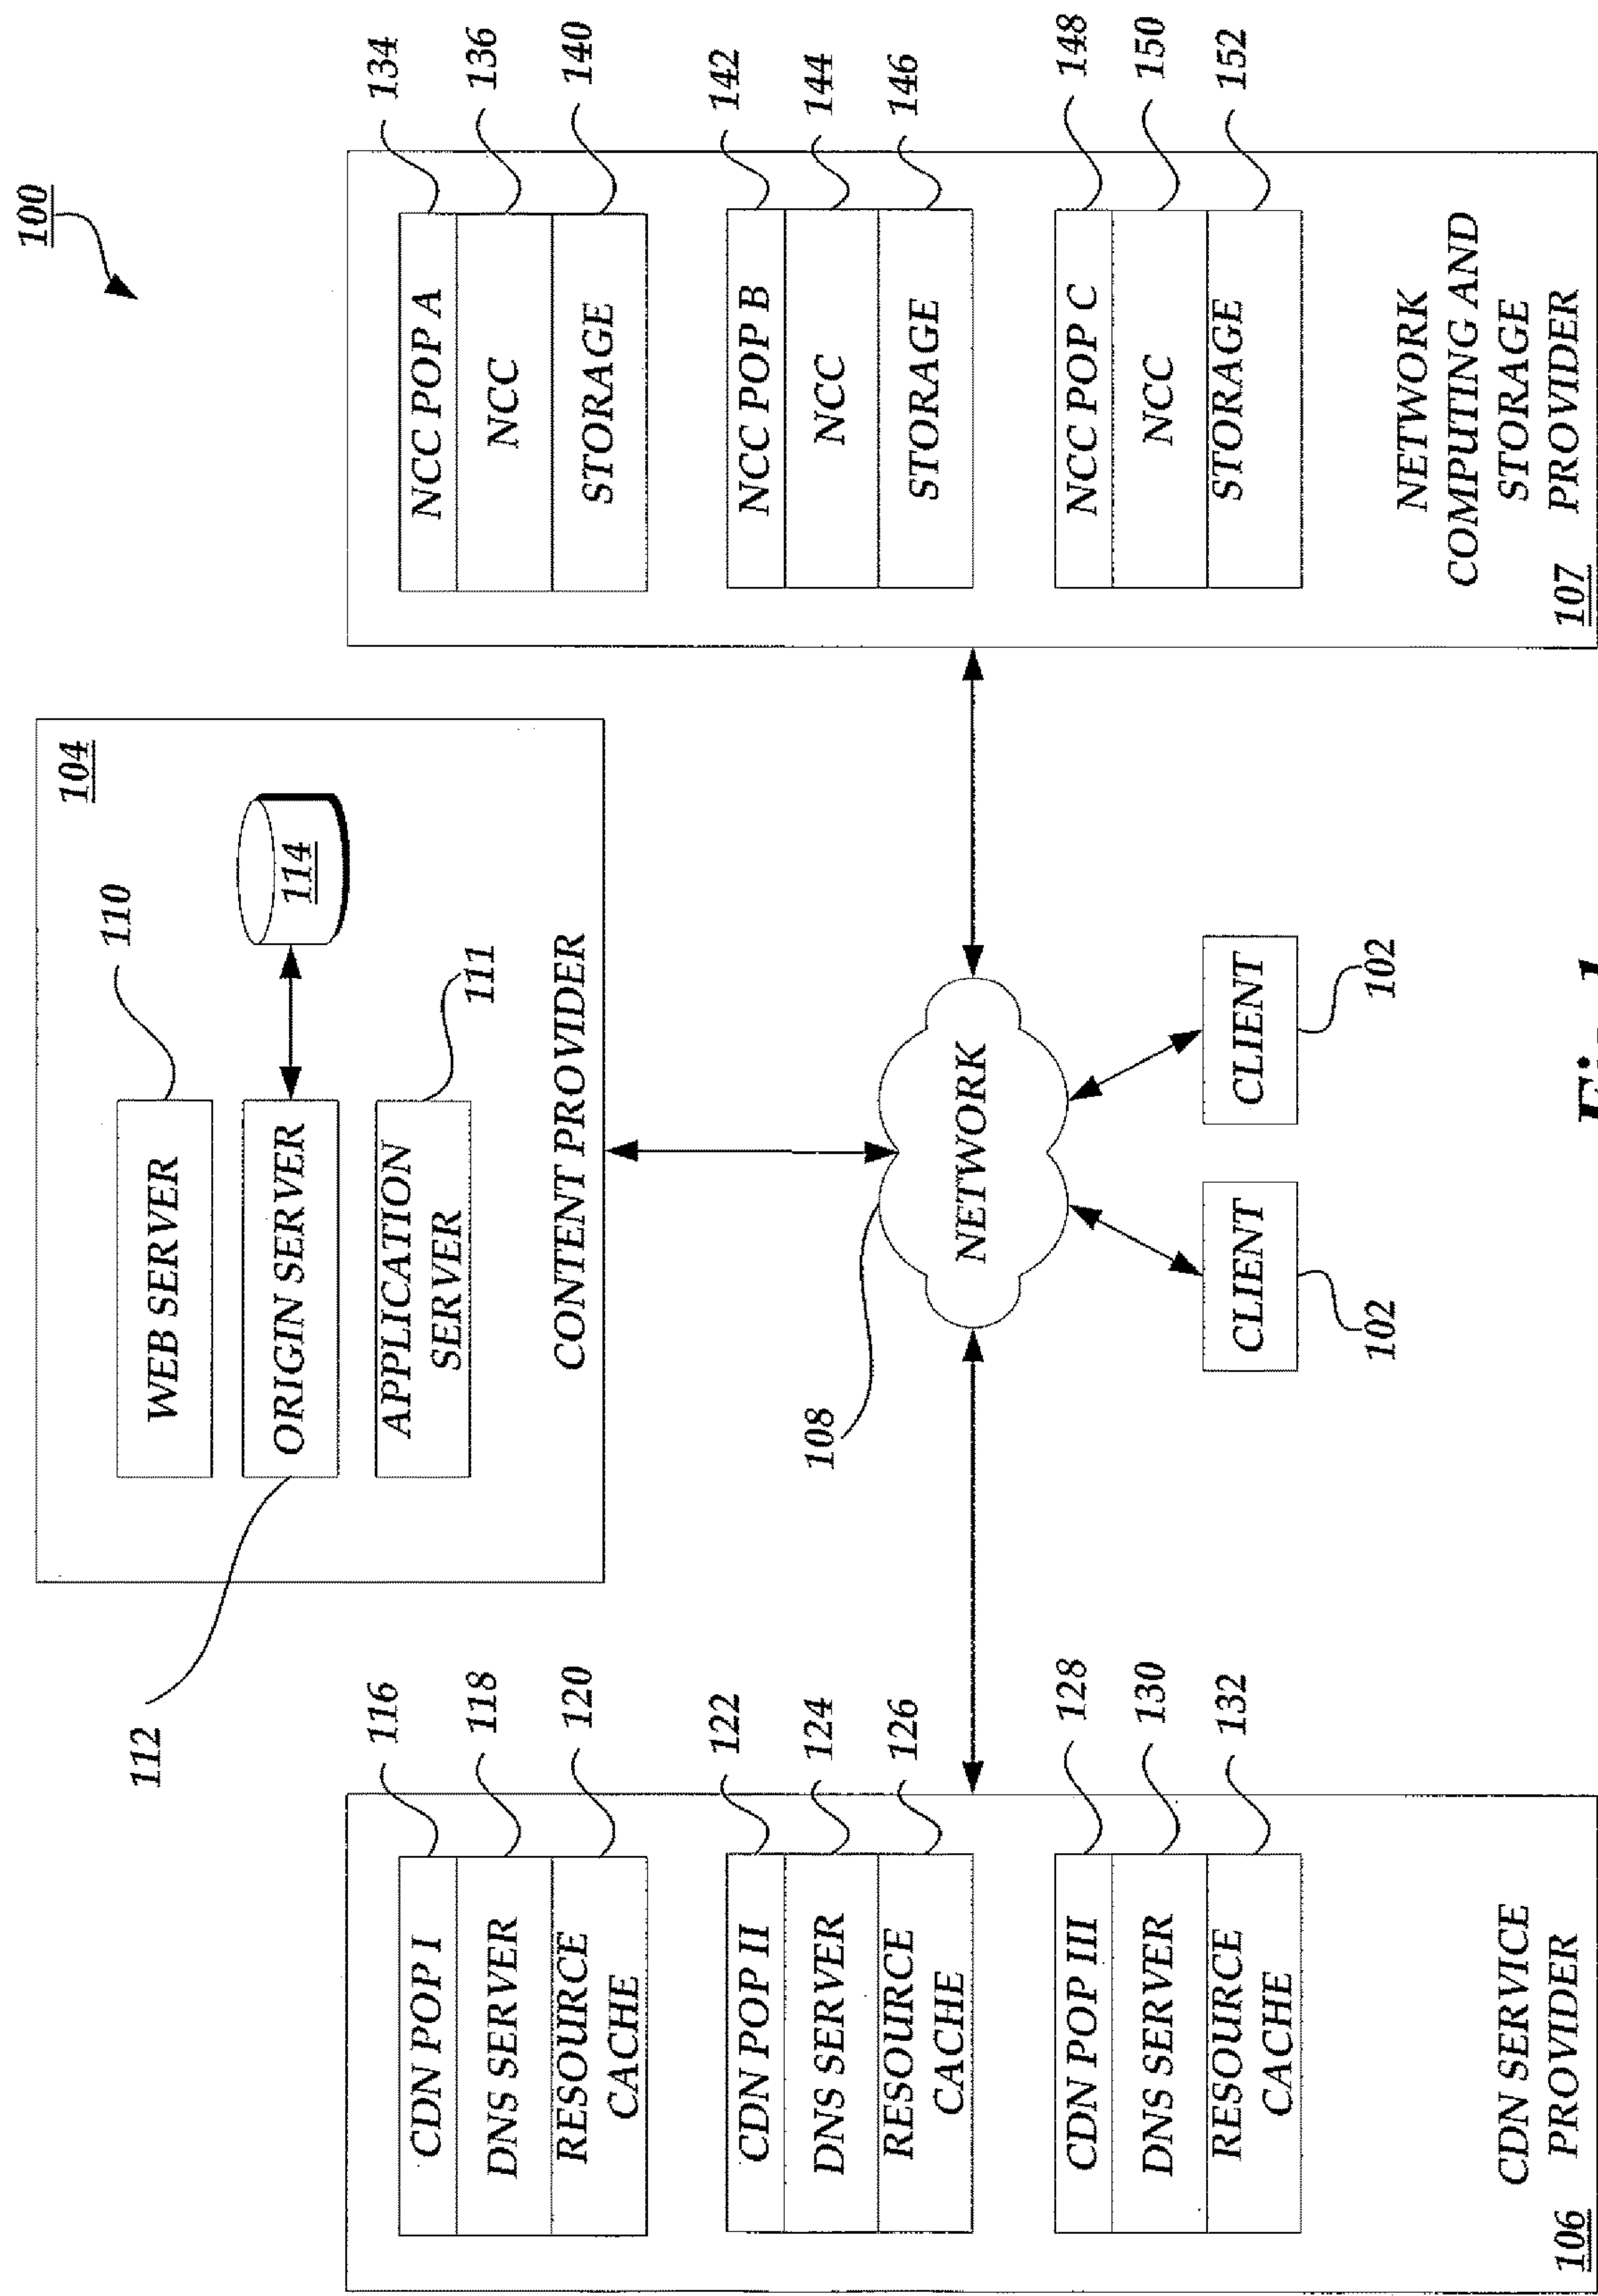 100
104
WEB SERVER
110
ORIGIN SERVER
112
114
APPLICATION
SERVER
111
CONTENT PROVIDER
CDN POP I
116
DNS SERVER
118
RESOURCE
CACHE
120
CDN POP II
122
DNS SERVER
124
RESOURCE
CACHE
126
CDN POP III
128
DNS SERVER
130
RESOURCE
CACHE
132
CDN SERVICE
PROVIDER
106
108
NETWORK
CLIENT
102
CLIENT
102
NCC POP A
134
NCC
136
STORAGE
140
NCC POP B
142
NCC
144
STORAGE
146
NCC POP C
148
NCC
150
STORAGE
152
NETWORK
COMPUTING AND
STORAGE
PROVIDER
107